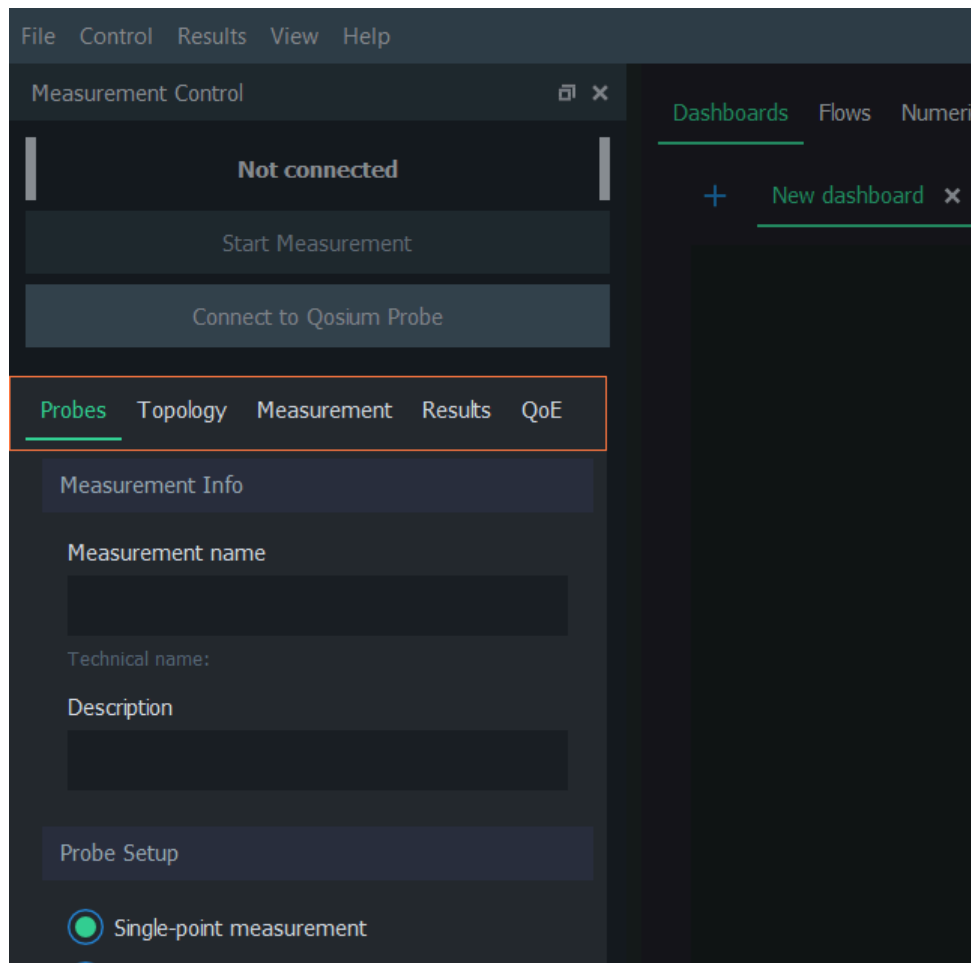 File Control Results View Help
Measurement Control
Not connected
Start Measurement
Connect to Qosium Probe
Probes Topology Measurement Results QoE
Measurement Info
Measurement name
Technical name:
Description
Probe Setup
Single-point measurement
Dashboards Flows Numeri
New dashboard